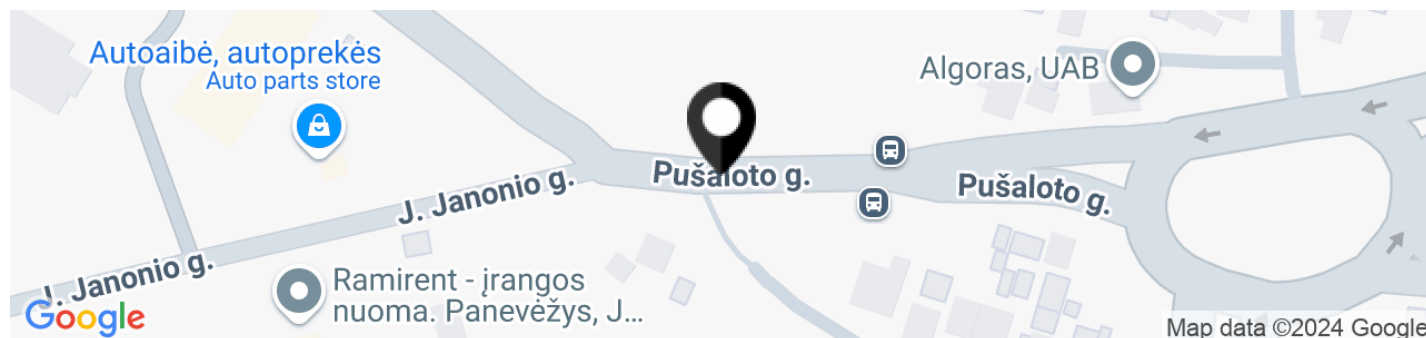 Autoaibė, autoprekės
Auto parts store
Algoras, UAB
Pušaloto g.
Pušaloto g.
J. Janonio g.
J. Janonio g.
Ramirent - įrangos
nuoma. Panevėžys, J...
Google
Map data ©2024 Google